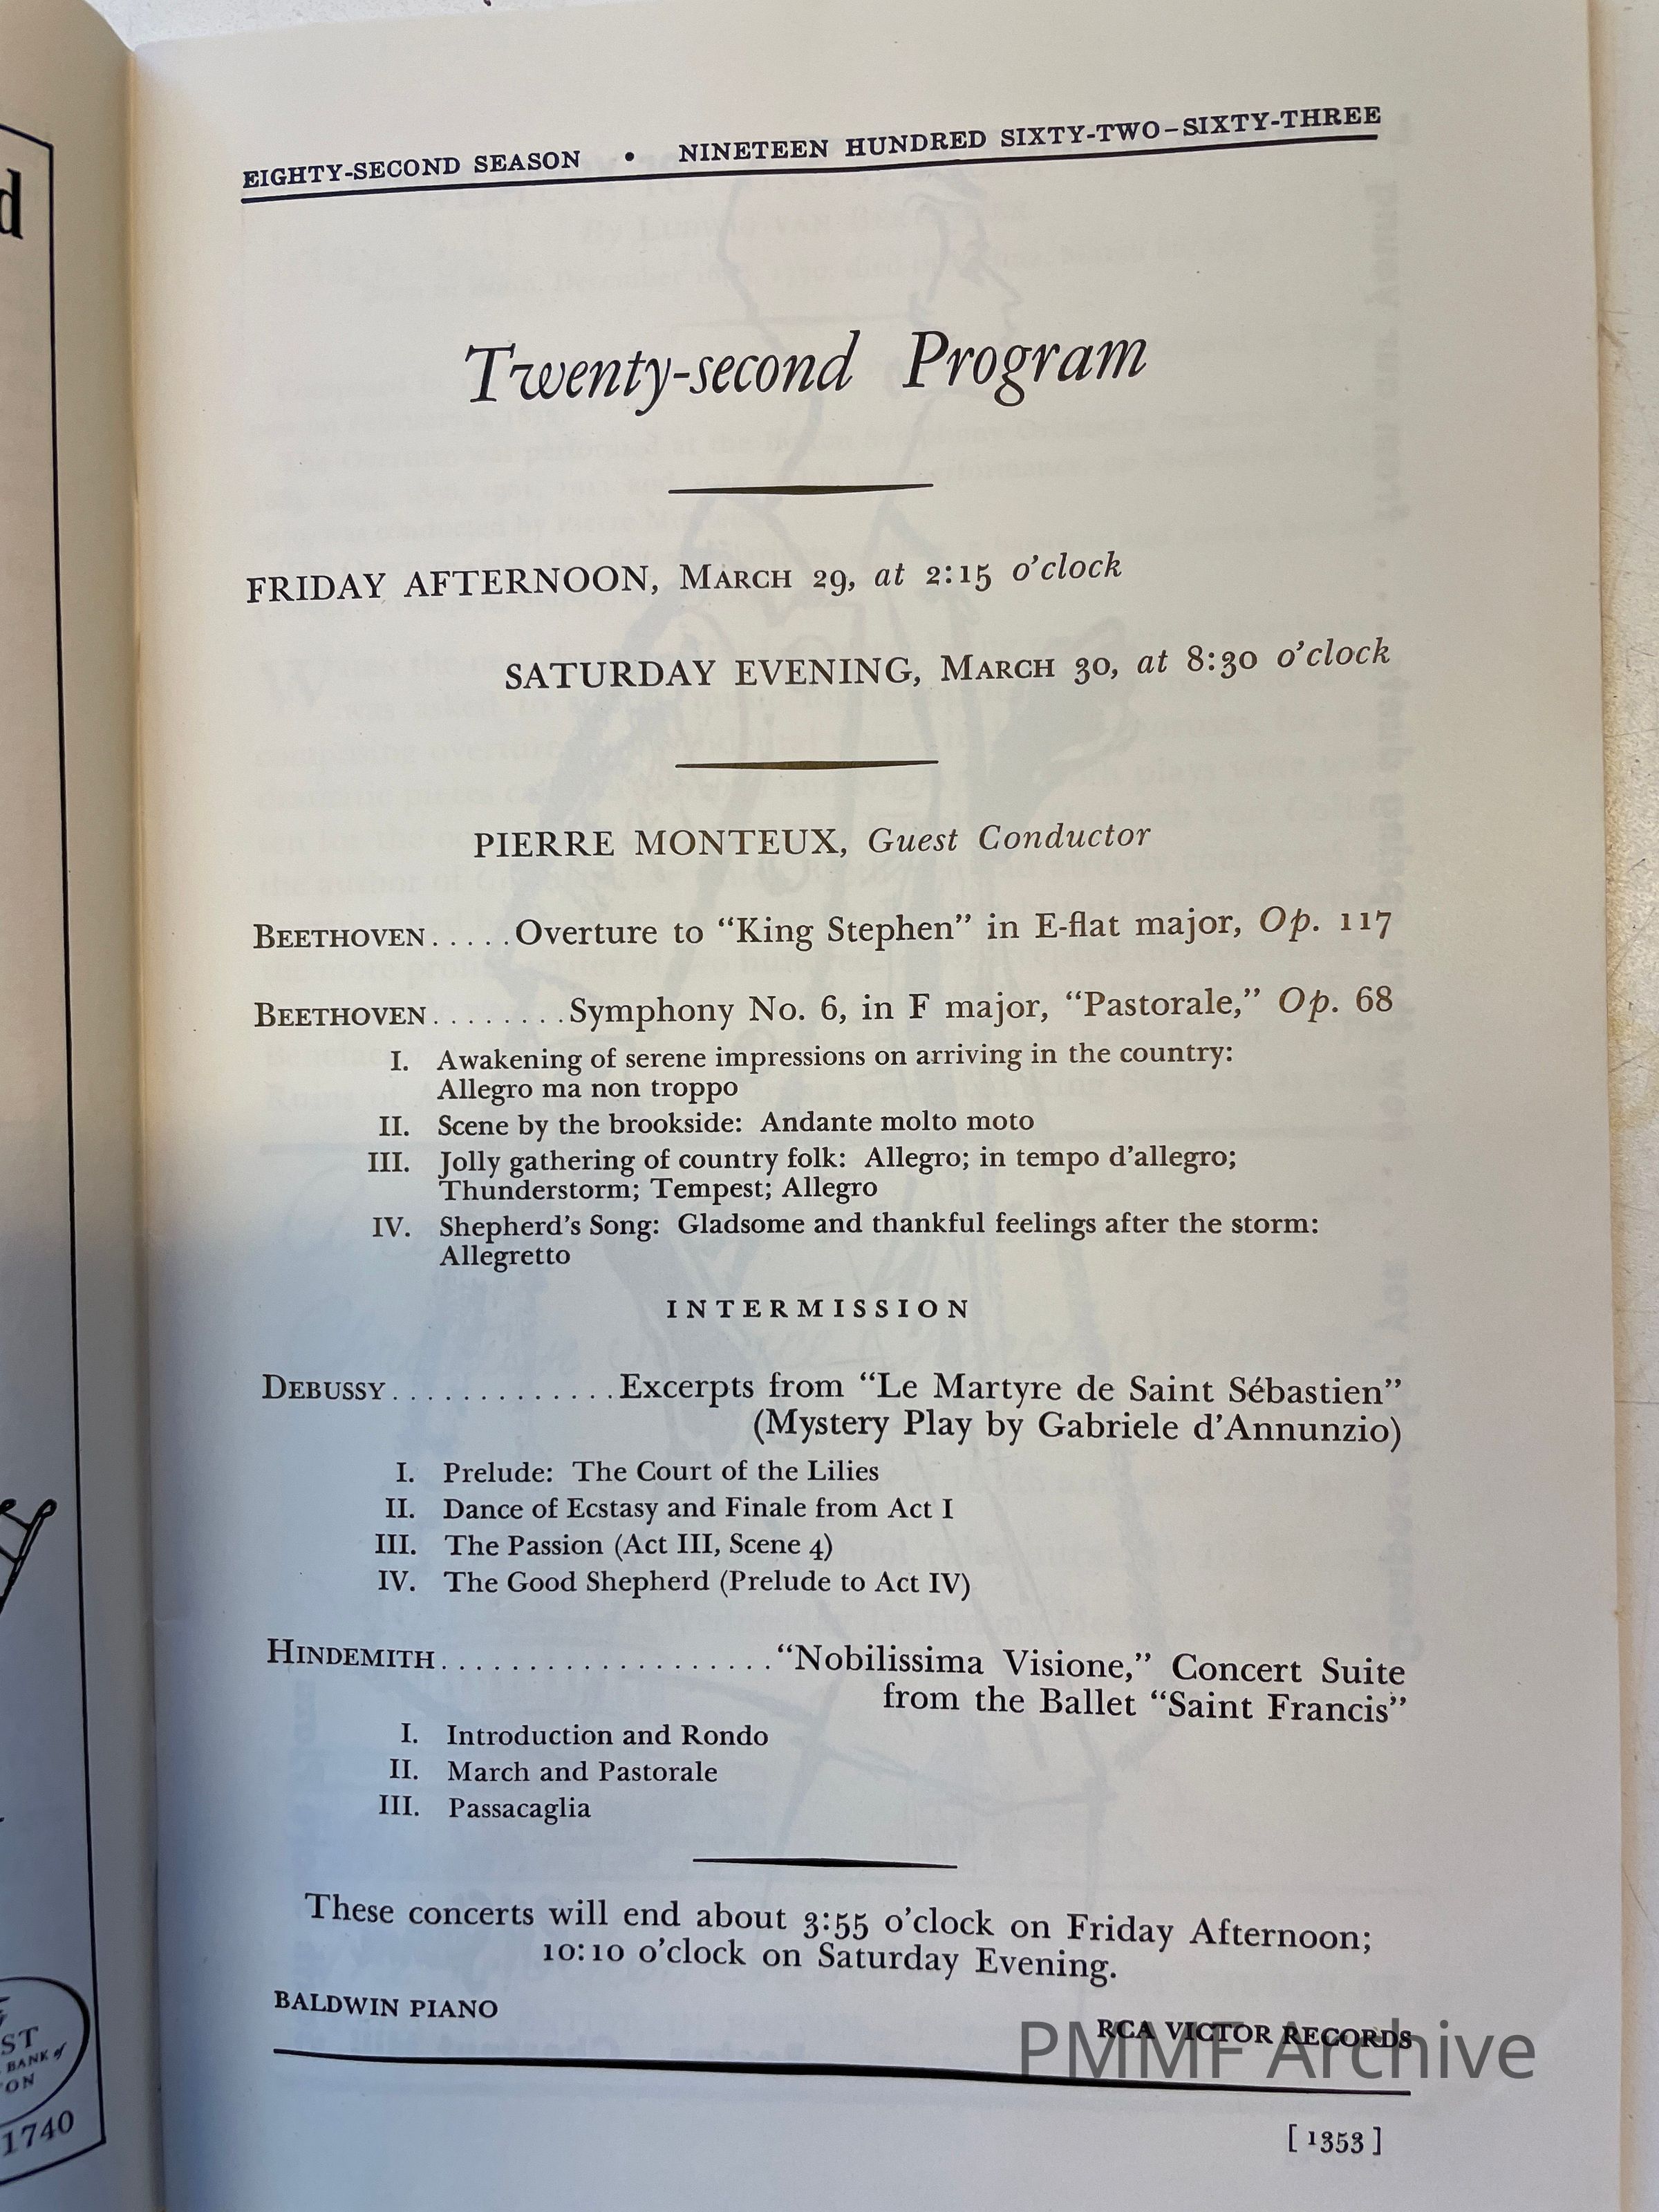 EIGHTY-SECOND SEASON • NINETEEN HUNDRED SIXTY-TWO–SIXTY-THREE
Twenty-second Program
FRIDAY AFTERNOON, MARCH 29, at 2:15 o'clock
SATURDAY EVENING, MARCH 30, at 8:30 o'clock
PIERRE MONTEUX, Guest Conductor
BEETHOVEN.....Overture to “King Stephen” in E-flat major, Op. 117
BEETHOVEN........Symphony No. 6, in F major, “Pastorale,” Op. 68
I. Awakening of serene impressions on arriving in the country:
Allegro ma non troppo
II. Scene by the brookside: Andante molto moto
III. Jolly gathering of country folk: Allegro; in tempo d'allegro;
Thunderstorm; Tempest; Allegro
IV. Shepherd's Song: Gladsome and thankful feelings after the storm:
Allegretto
INTERMISSION
DEBUSSY.............Excerpts from “Le Martyre de Saint Sébastien”
(Mystery Play by Gabriele d'Annunzio)
I. Prelude: The Court of the Lilies
II. Dance of Ecstasy and Finale from Act I
III. The Passion (Act III, Scene 4)
IV. The Good Shepherd (Prelude to Act IV)
HINDEMITH...................“Nobilissima Visione,” Concert Suite
from the Ballet “Saint Francis”
I. Introduction and Rondo
II. March and Pastorale
III. Passacaglia
These concerts will end about 3:55 o'clock on Friday Afternoon;
10:10 o'clock on Saturday Evening.
BALDWIN PIANO
RCA VICTOR RECORDS
PMMF Archive
[ 1353 ]
d
ST
BANK of
ON
1740